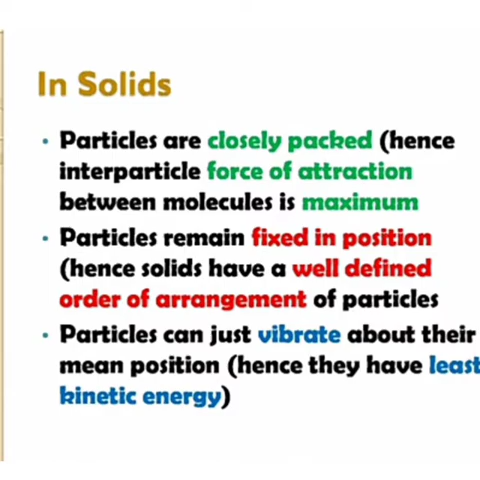 In Solids
• Particles are closely packed (hence
interparticle force of attraction
between molecules is maximum
• Particles remain fixed in position
(hence solids have a well defined
order of arrangement of particles
• Particles can just vibrate about their
mean position (hence they have least
kinetic energy)